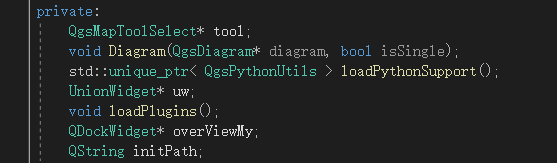 private:
QgsMapToolSelect* tool;
void Diagram(QgsDiagram* diagram, bool isSingle);
std::unique_ptr< QgsPythonUtils > loadPythonSupport();
UnionWidget* uw;
void loadPlugins();
QDockWidget* overViewMy;
QString initPath;